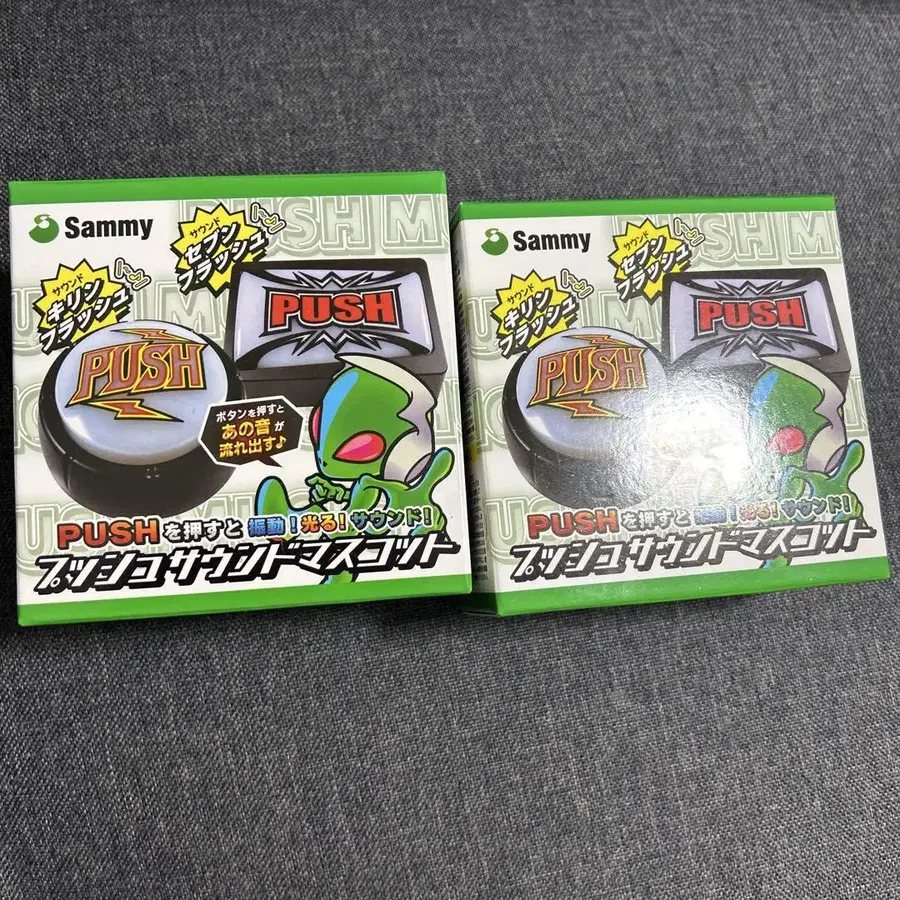 Sammy
サウンド
セブン
フラッシュ
サウンド
キリン
フラッシュ
PUSH
PUSH
ボタンを押すと
あの音が
流れ出す♪
PUSHを押すと 振動!光る!サウンド!
プッシュサウンドマスコット
Sammy
サウンド
セブン
フラッシュ
サウンド
キリン
フラッシュ
PUSH
PUSH
PUSHを押すと 振動!光る!サウンド!
プッシュサウンドマスコット